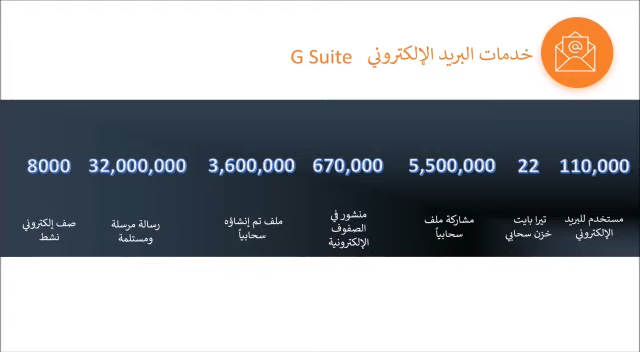 خدمات البريد الإلكتروني G Suite
110,000
مستخدم للبريد
الإلكتروني
22
تيرا بايت
خزن سحابي
5,500,000
مشاركة ملف
سحابياً
670,000
منشور في
الصفوف
الإلكترونية
3,600,000
ملف تم إنشاؤه
سحابياً
32,000,000
رسالة مرسلة
ومستلمة
8000
صف إلكتروني
نشط